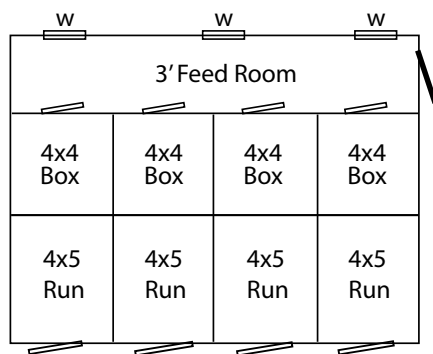 W W W
3' Feed Room
4x4 4x4 4x4 4x4
Box Box Box Box
4x5 4x5 4x5 4x5
Run Run Run Run